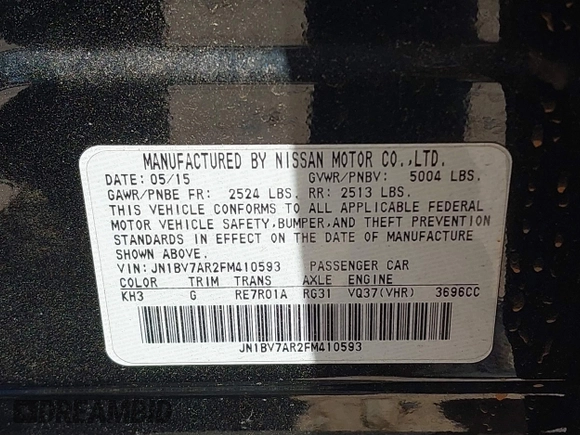 MANUFACTURED BY NISSAN MOTOR CO.,LTD.
DATE: 05/15 GVWR/PNBV: 5004 LBS.
GAWR/PNBE FR: 2524 LBS. RR: 2513 LBS.
THIS VEHICLE CONFORMS TO ALL APPLICABLE FEDERAL
MOTOR VEHICLE SAFETY,BUMPER,AND THEFT PREVENTION
STANDARDS IN EFFECT ON THE DATE OF MANUFACTURE
SHOWN ABOVE.
VIN: JN1BV7AR2FM410593 PASSENGER CAR
COLOR TRIM TRANS AXLE ENGINE
KH3 G RE7R01A RG31 VQ37(VHR) 3696CC
JN1BV7AR2FM410593
DREAMBID